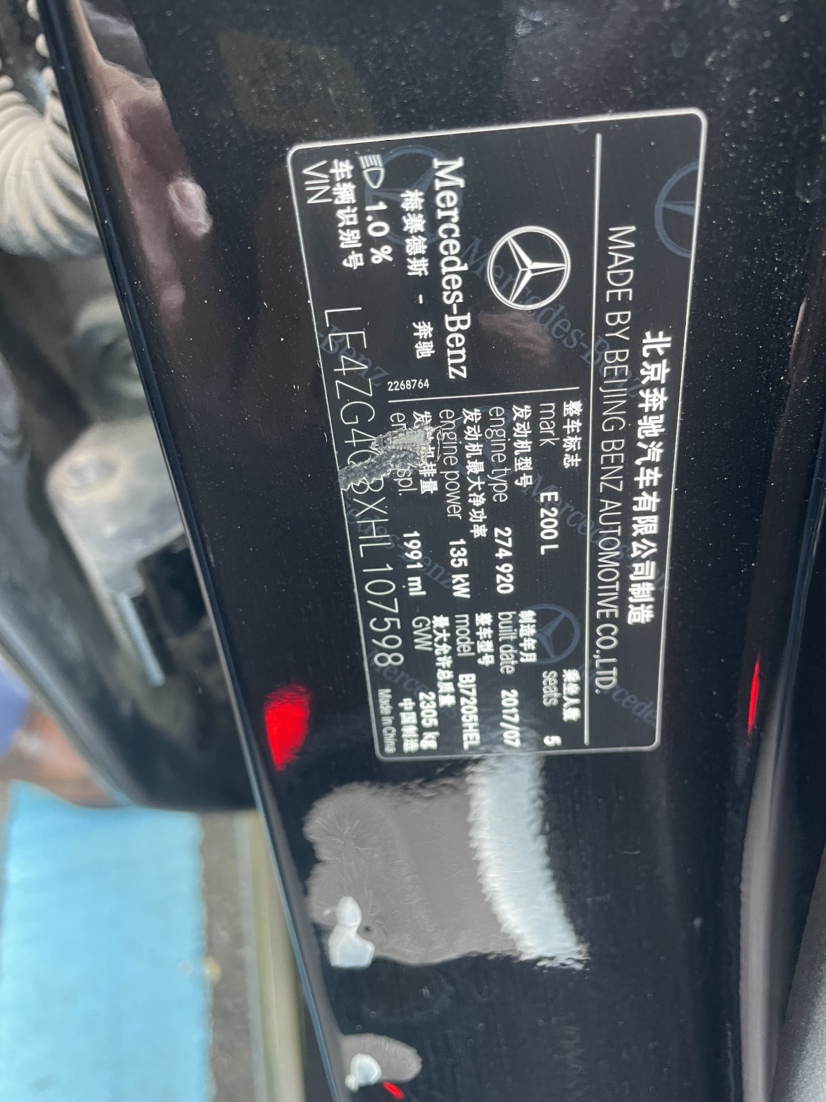 北京奔驰汽车有限公司制造
MADE BY BEIJING BENZ AUTOMOTIVE CO.,LTD.
Mercedes-Benz
梅赛德斯 - 奔驰
1.0 %
2268764
整车标志
mark E 200 L
乘坐人数
seats 5
发动机型号
engine type 274 920
制造年月
built date 2017/07
发动机最大净功率
engine power 135 kW
整车型号
model BJ7205HEL
排量
1991 ml
最大允许总质量
GVW 2305 kg
车辆识别号
VIN
中国制造
Made in China